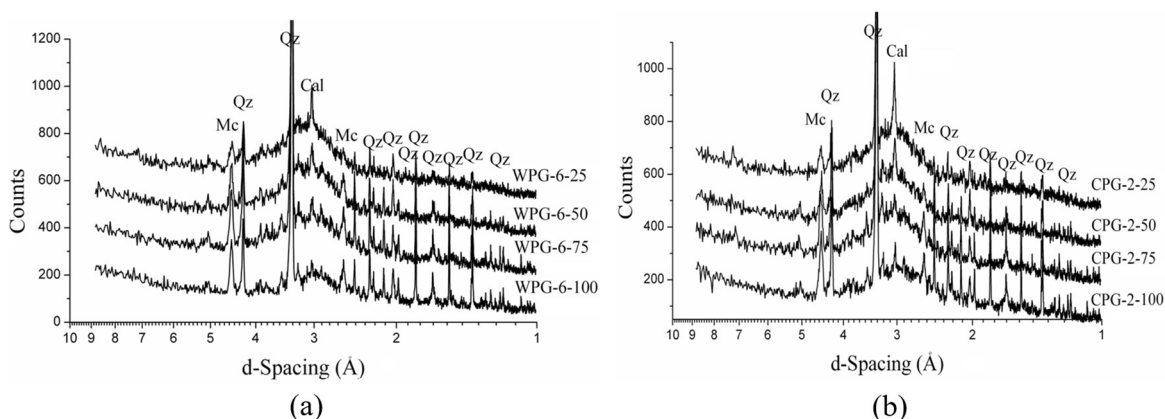 1200
1000
800
600
400
200
0
Counts
Qz
Cal
Qz
Mc
Mc
Qz
Qz
Qz
Qz
Qz
Qz
Qz
Qz
WPG-6-25
WPG-6-50
WPG-6-75
WPG-6-100
10 9 8 7 6 5 4 3 2 1
d-Spacing (Å)
(a)
1000
800
600
400
200
Counts
Qz
Cal
Qz
Mc
Mc
Qz
Qz
Qz
Qz
Qz
Qz
Qz
CPG-2-25
CPG-2-50
CPG-2-75
CPG-2-100
10 9 8 7 6 5 4 3 2 1
d-Spacing (Å)
(b)